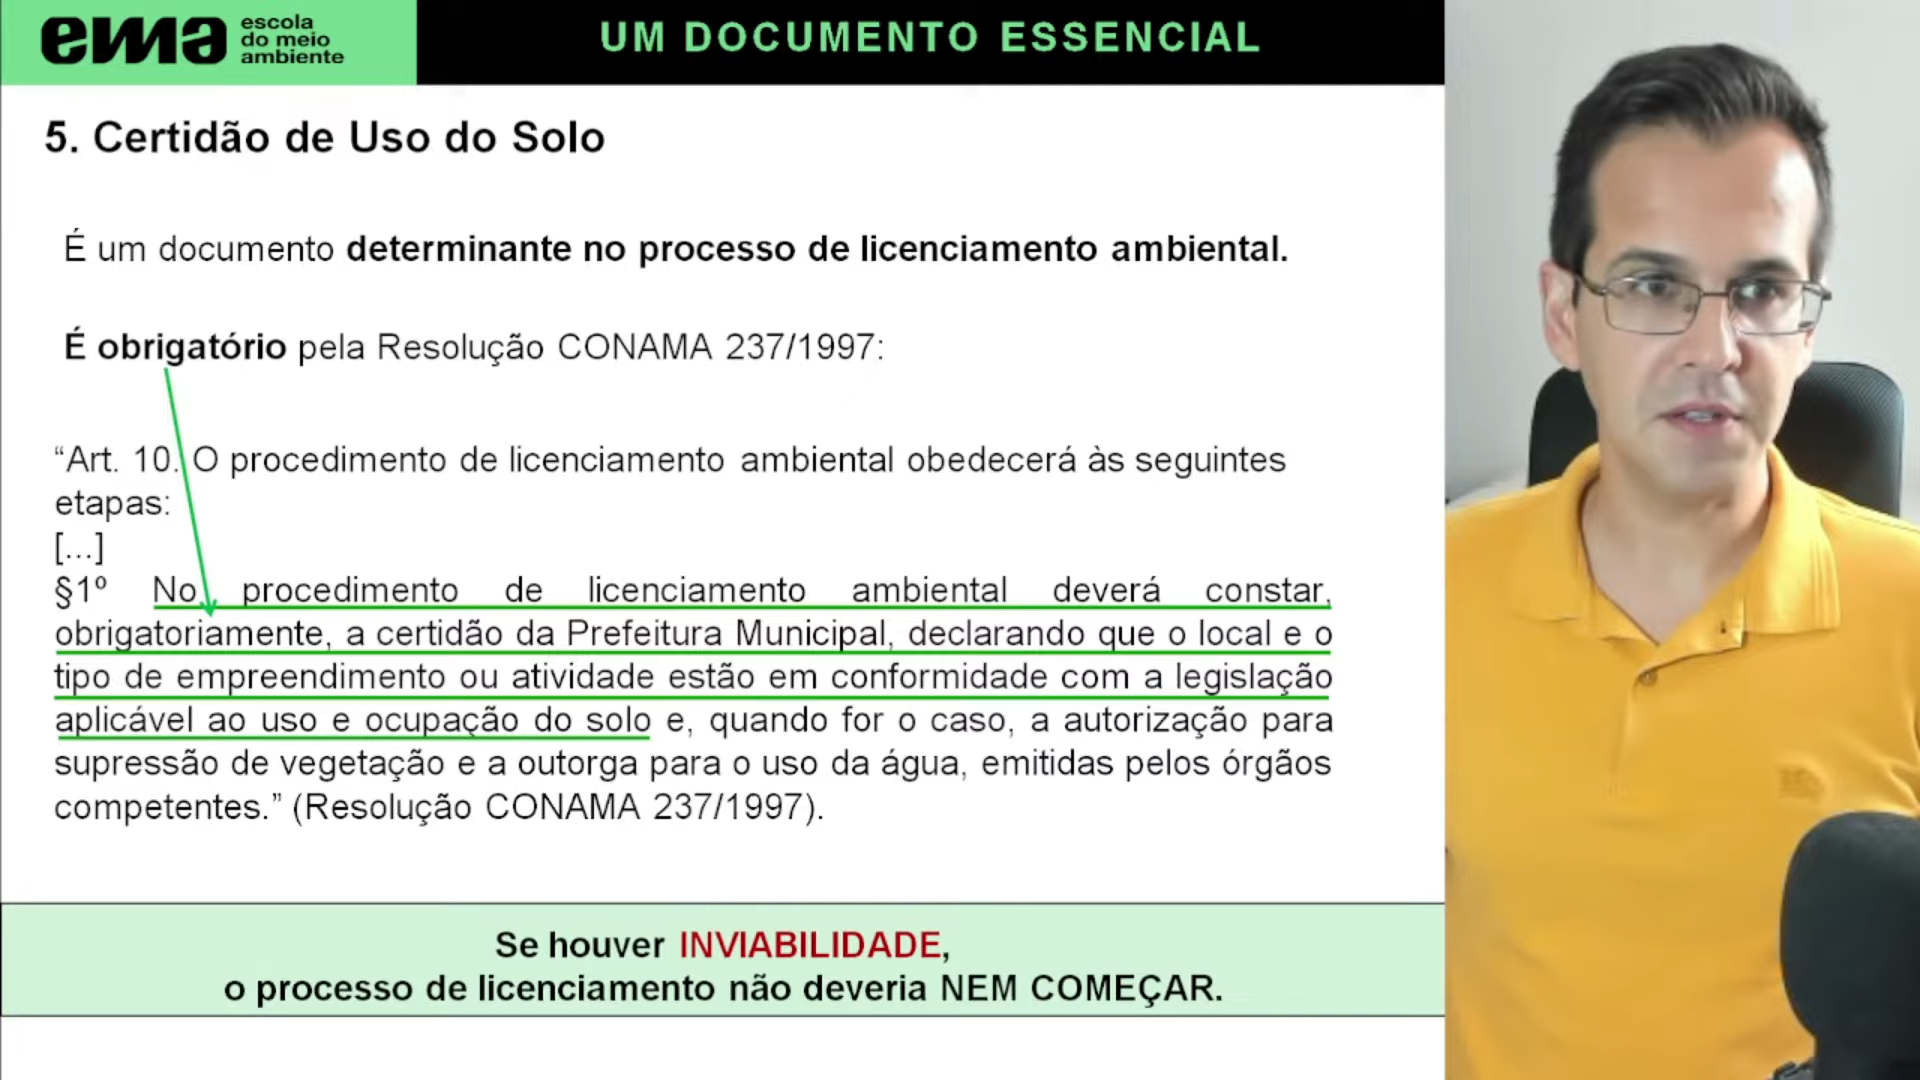 ema escola
do meio
ambiente
UM DOCUMENTO ESSENCIAL
5. Certidão de Uso do Solo
É um documento determinante no processo de licenciamento ambiental.
É obrigatório pela Resolução CONAMA 237/1997:
“Art. 10. O procedimento de licenciamento ambiental obedecerá às seguintes
etapas:
[...]
§1º No procedimento de licenciamento ambiental deverá constar,
obrigatoriamente, a certidão da Prefeitura Municipal, declarando que o local e o
tipo de empreendimento ou atividade estão em conformidade com a legislação
aplicável ao uso e ocupação do solo e, quando for o caso, a autorização para
supressão de vegetação e a outorga para o uso da água, emitidas pelos órgãos
competentes.” (Resolução CONAMA 237/1997).
Se houver INVIABILIDADE,
o processo de licenciamento não deveria NEM COMEÇAR.